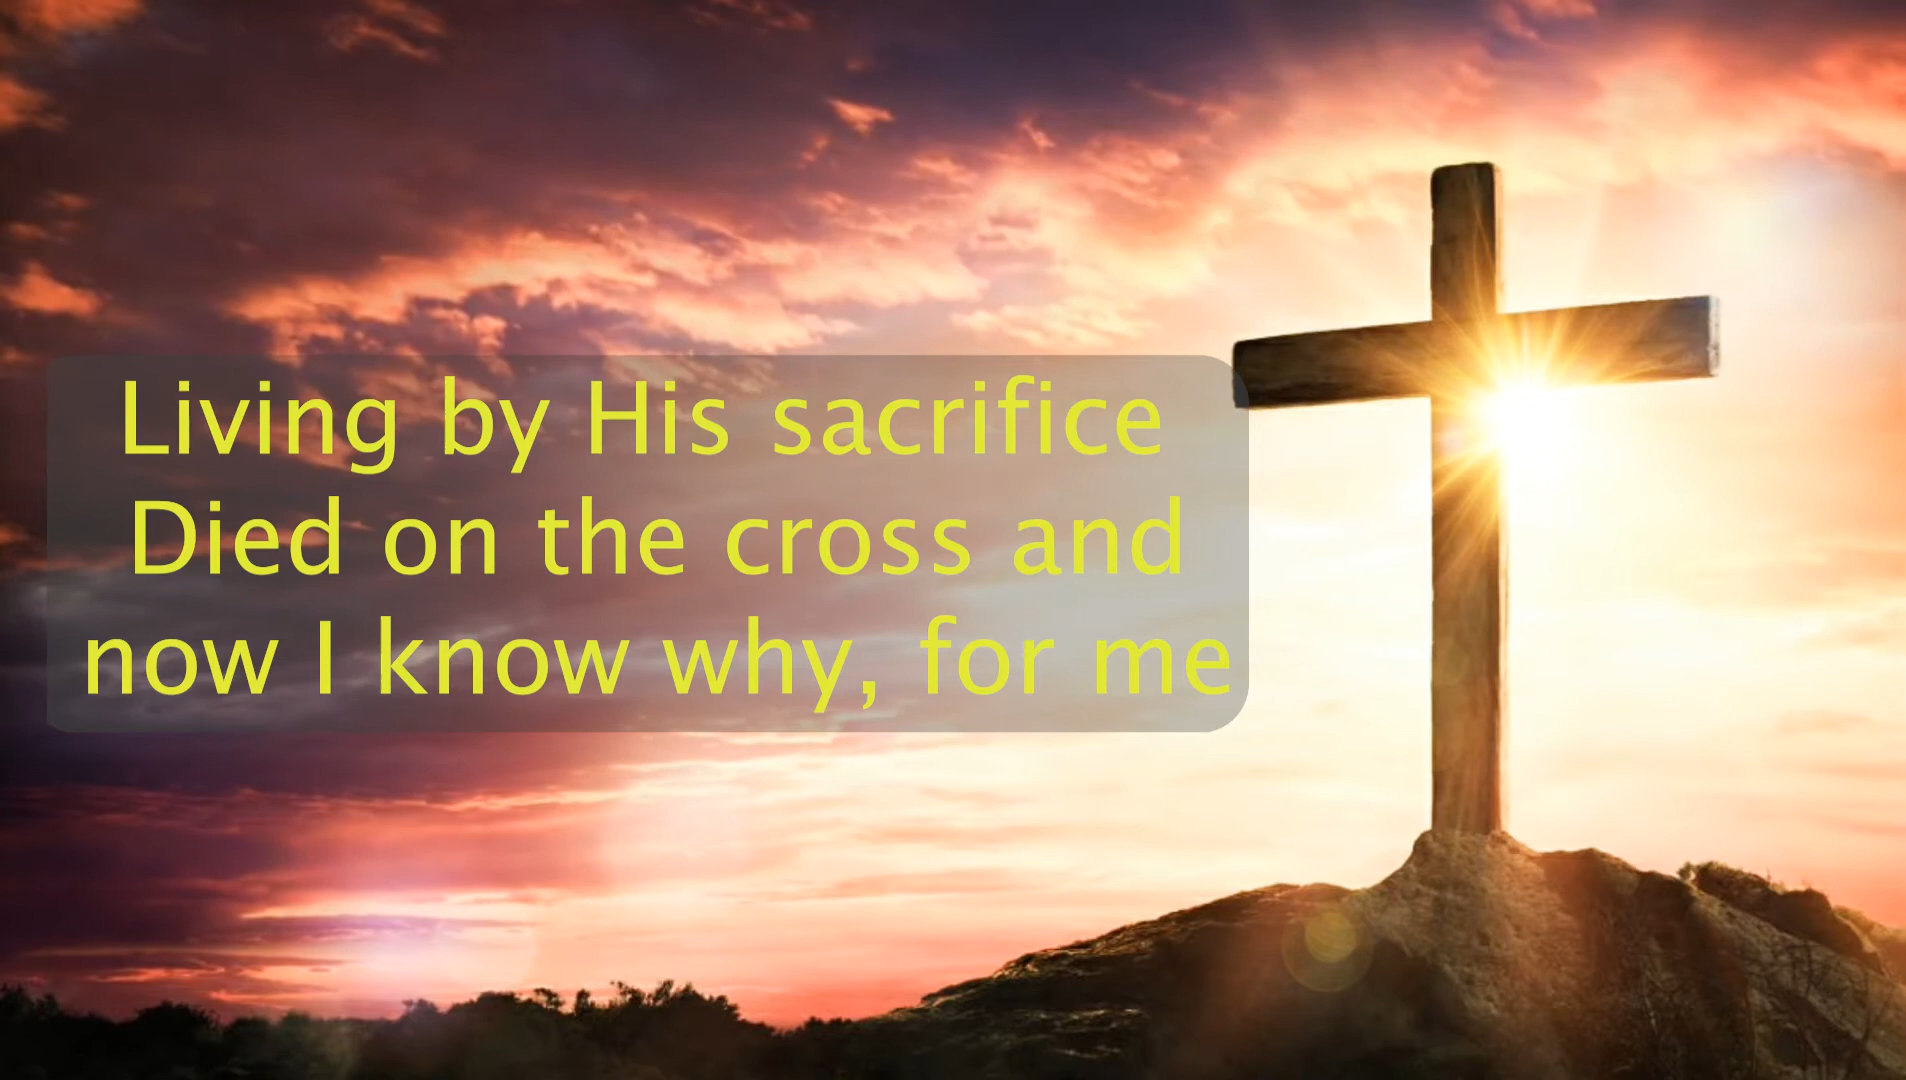 Living by His sacrifice
Died on the cross and
now I know why, for me